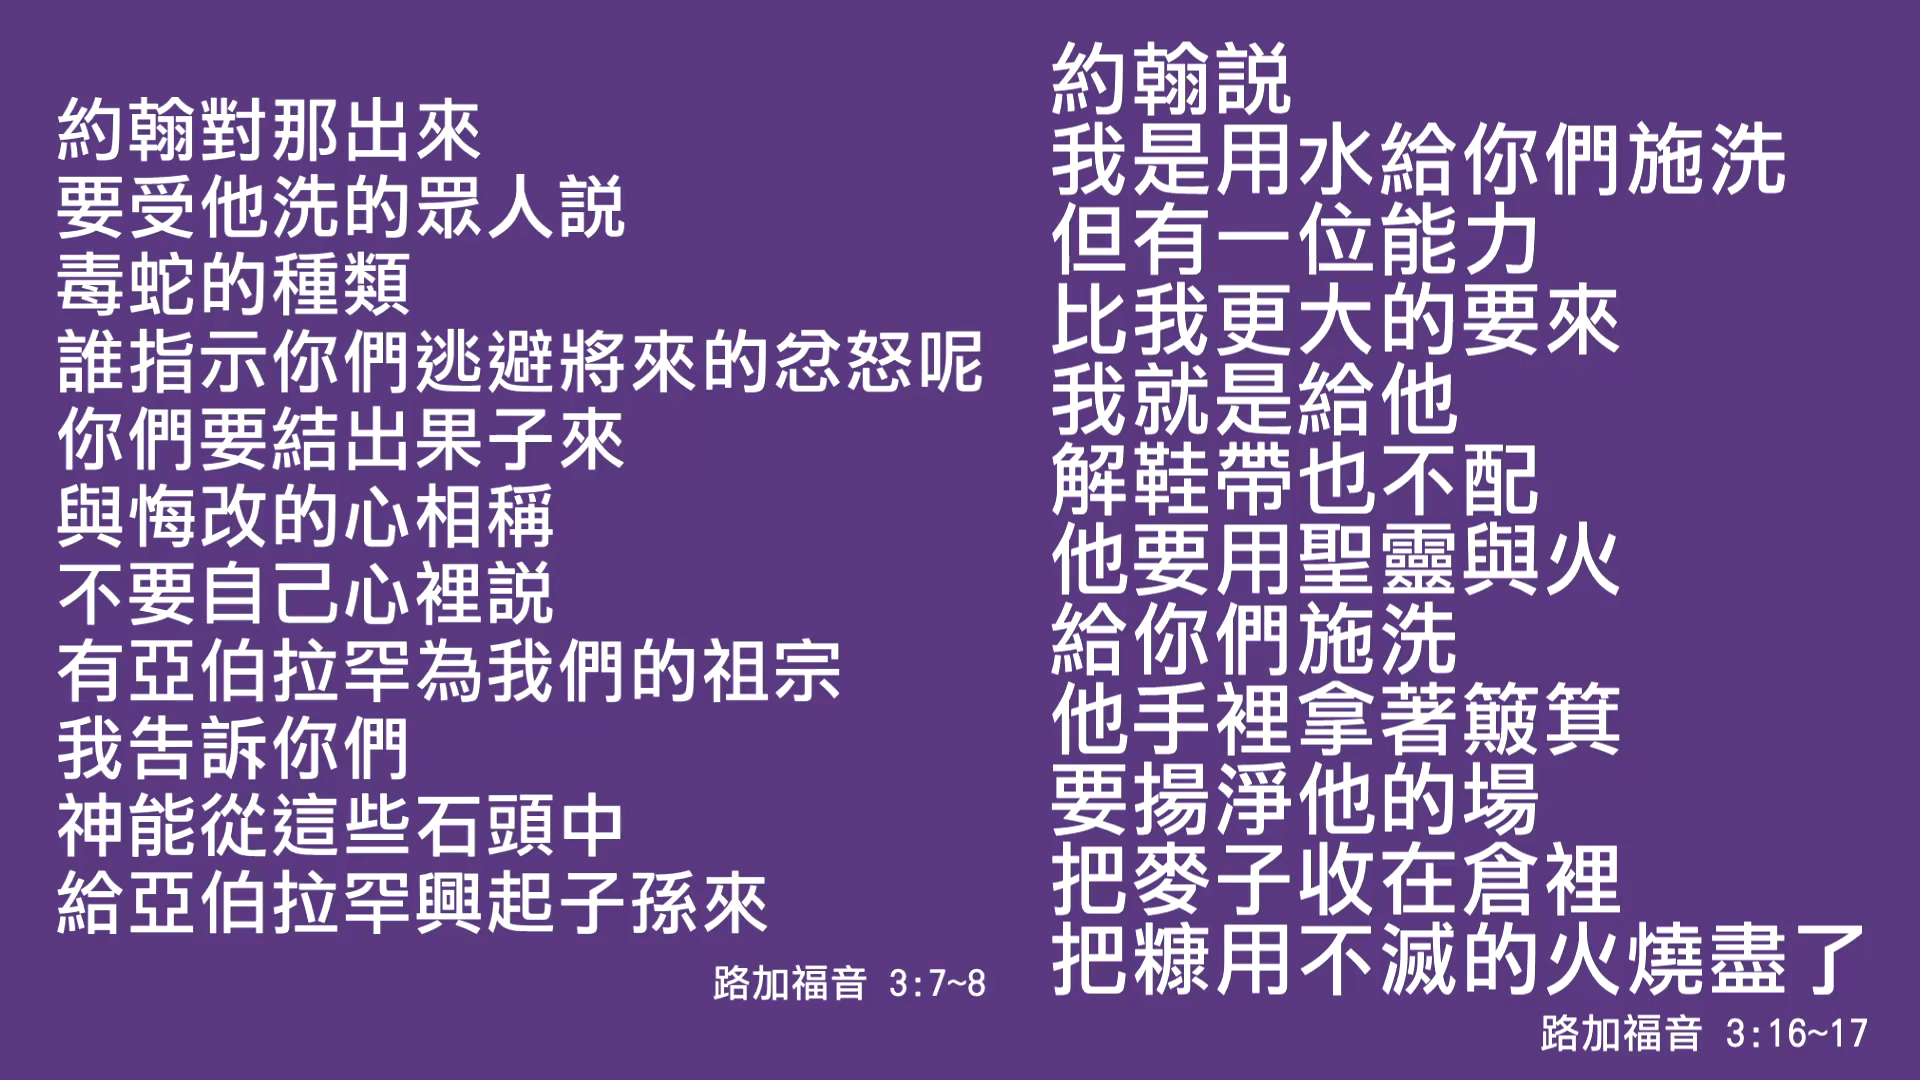 約翰對那出來
要受他洗的眾人説
毒蛇的種類
誰指示你們逃避將來的忿怒呢
你們要結出果子來
與悔改的心相稱
不要自己心裡説
有亞伯拉罕為我們的祖宗
我告訴你們
神能從這些石頭中
給亞伯拉罕興起子孫來
路加福音 3:7~8
約翰説
我是用水給你們施洗
但有一位能力
比我更大的要來
我就是給他
解鞋帶也不配
他要用聖靈與火
給你們施洗
他手裡拿著簸箕
要揚淨他的場
把麥子收在倉裡
把糠用不滅的火燒盡了
路加福音 3:16~17